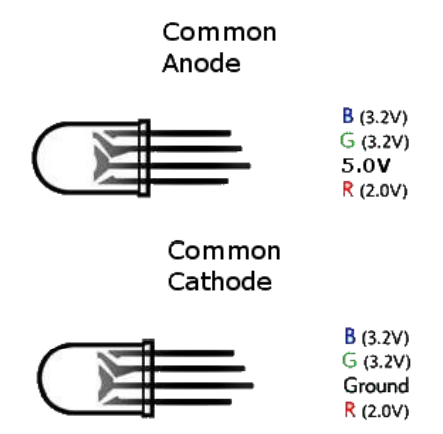 Common
Anode
B (3.2V)
G (3.2V)
5.0V
R (2.0V)
Common
Cathode
B (3.2V)
G (3.2V)
Ground
R (2.0V)